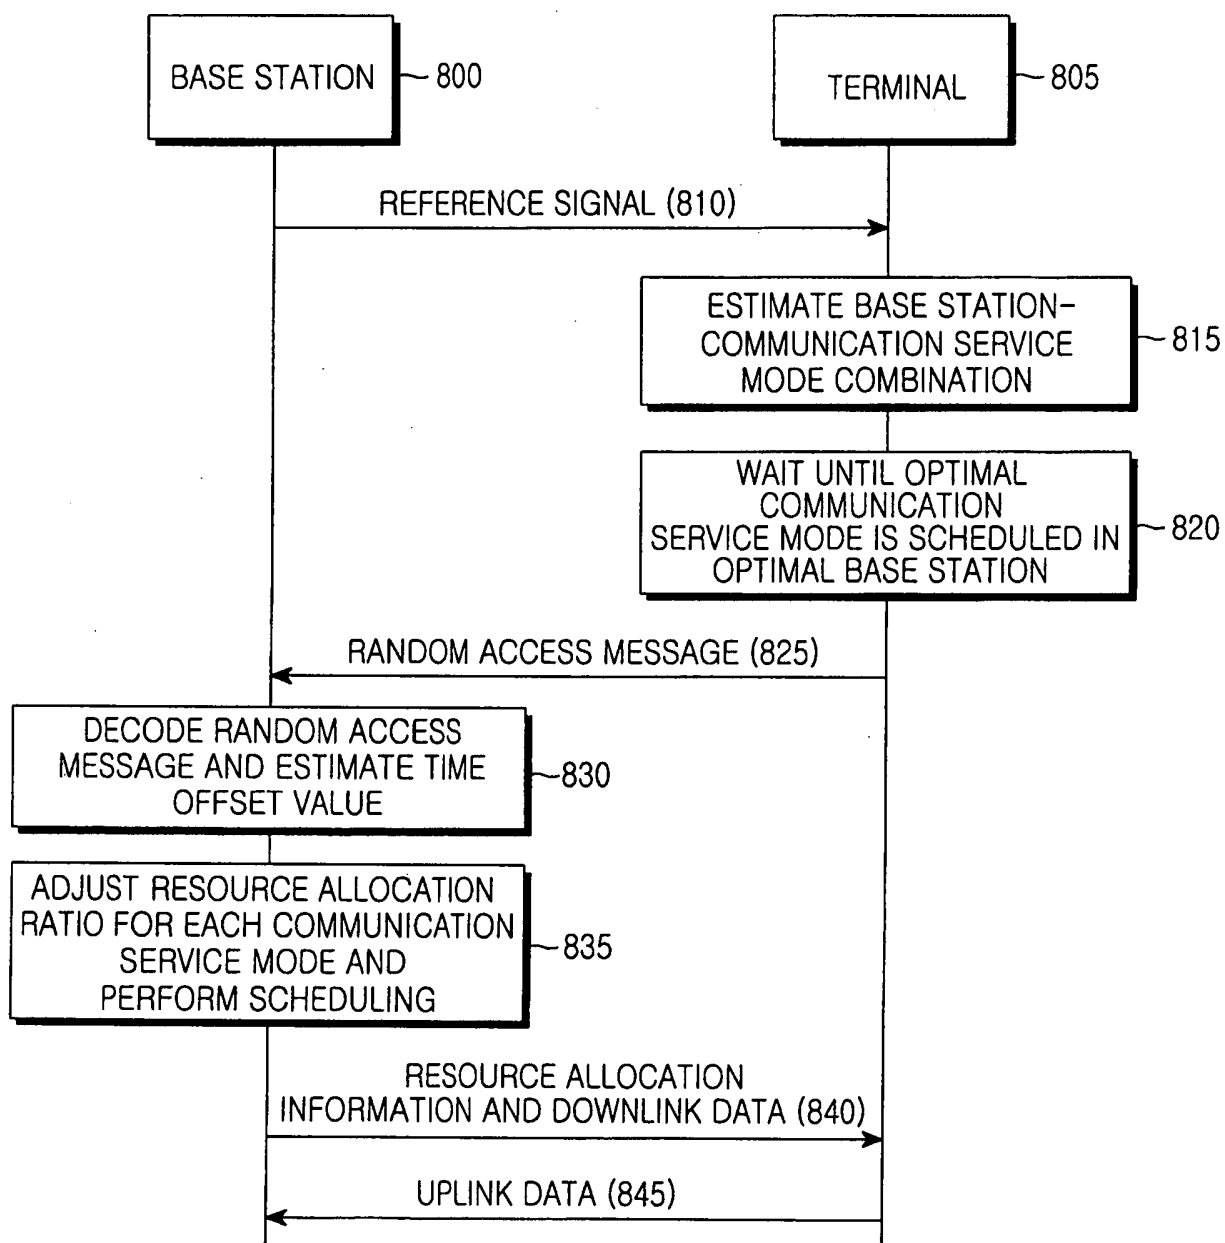 BASE STATION
800
TERMINAL
805
REFERENCE SIGNAL (810)
ESTIMATE BASE STATION-
COMMUNICATION SERVICE
MODE COMBINATION
815
WAIT UNTIL OPTIMAL
COMMUNICATION
SERVICE MODE IS SCHEDULED IN
OPTIMAL BASE STATION
820
RANDOM ACCESS MESSAGE (825)
DECODE RANDOM ACCESS
MESSAGE AND ESTIMATE TIME
OFFSET VALUE
830
ADJUST RESOURCE ALLOCATION
RATIO FOR EACH COMMUNICATION
SERVICE MODE AND
PERFORM SCHEDULING
835
RESOURCE ALLOCATION
INFORMATION AND DOWNLINK DATA (840)
UPLINK DATA (845)